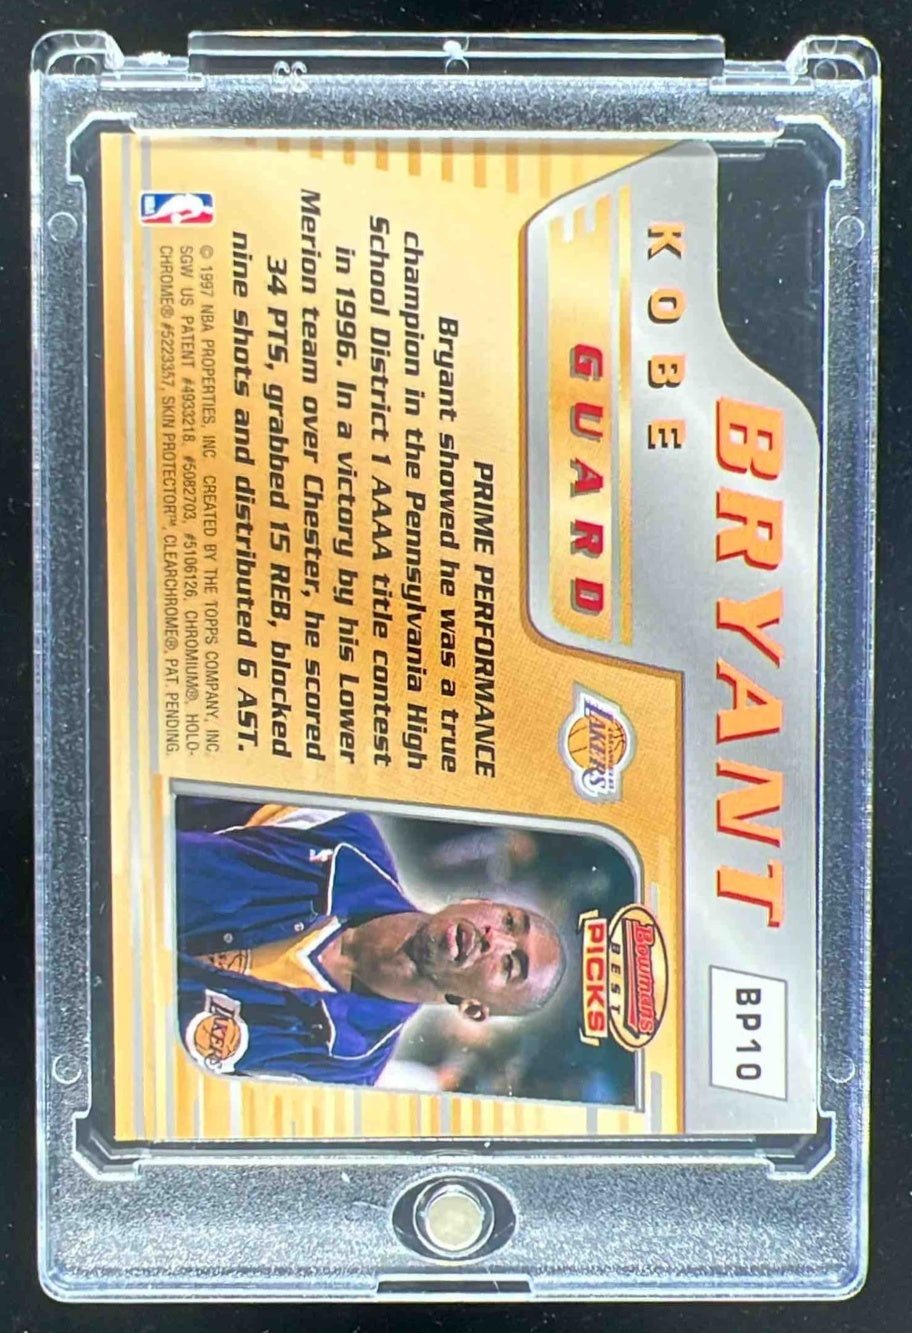 KOBE
BRYANT
BP10
GUARD
LOS ANGELES
LAKERS
Bowman's
BEST
PICKS
PRIME PERFORMANCE
Bryant showed he was a true
champion in the Pennsylvania High
School District 1 AAAA title contest
in 1996. In a victory by his Lower
Merion team over Chester, he scored
34 PTS, grabbed 15 REB, blocked
nine shots and distributed 6 AST.
LAKERS
NBA
© 1997 NBA PROPERTIES, INC. CREATED BY THE TOPPS COMPANY, INC.
SGW US PATENT #4933218, #5082703, #5106126, CHROMIUM®, HOLO-
CHROME® #5223357, SKIN PROTECTOR™, CLEARCHROME®, PAT. PENDING.